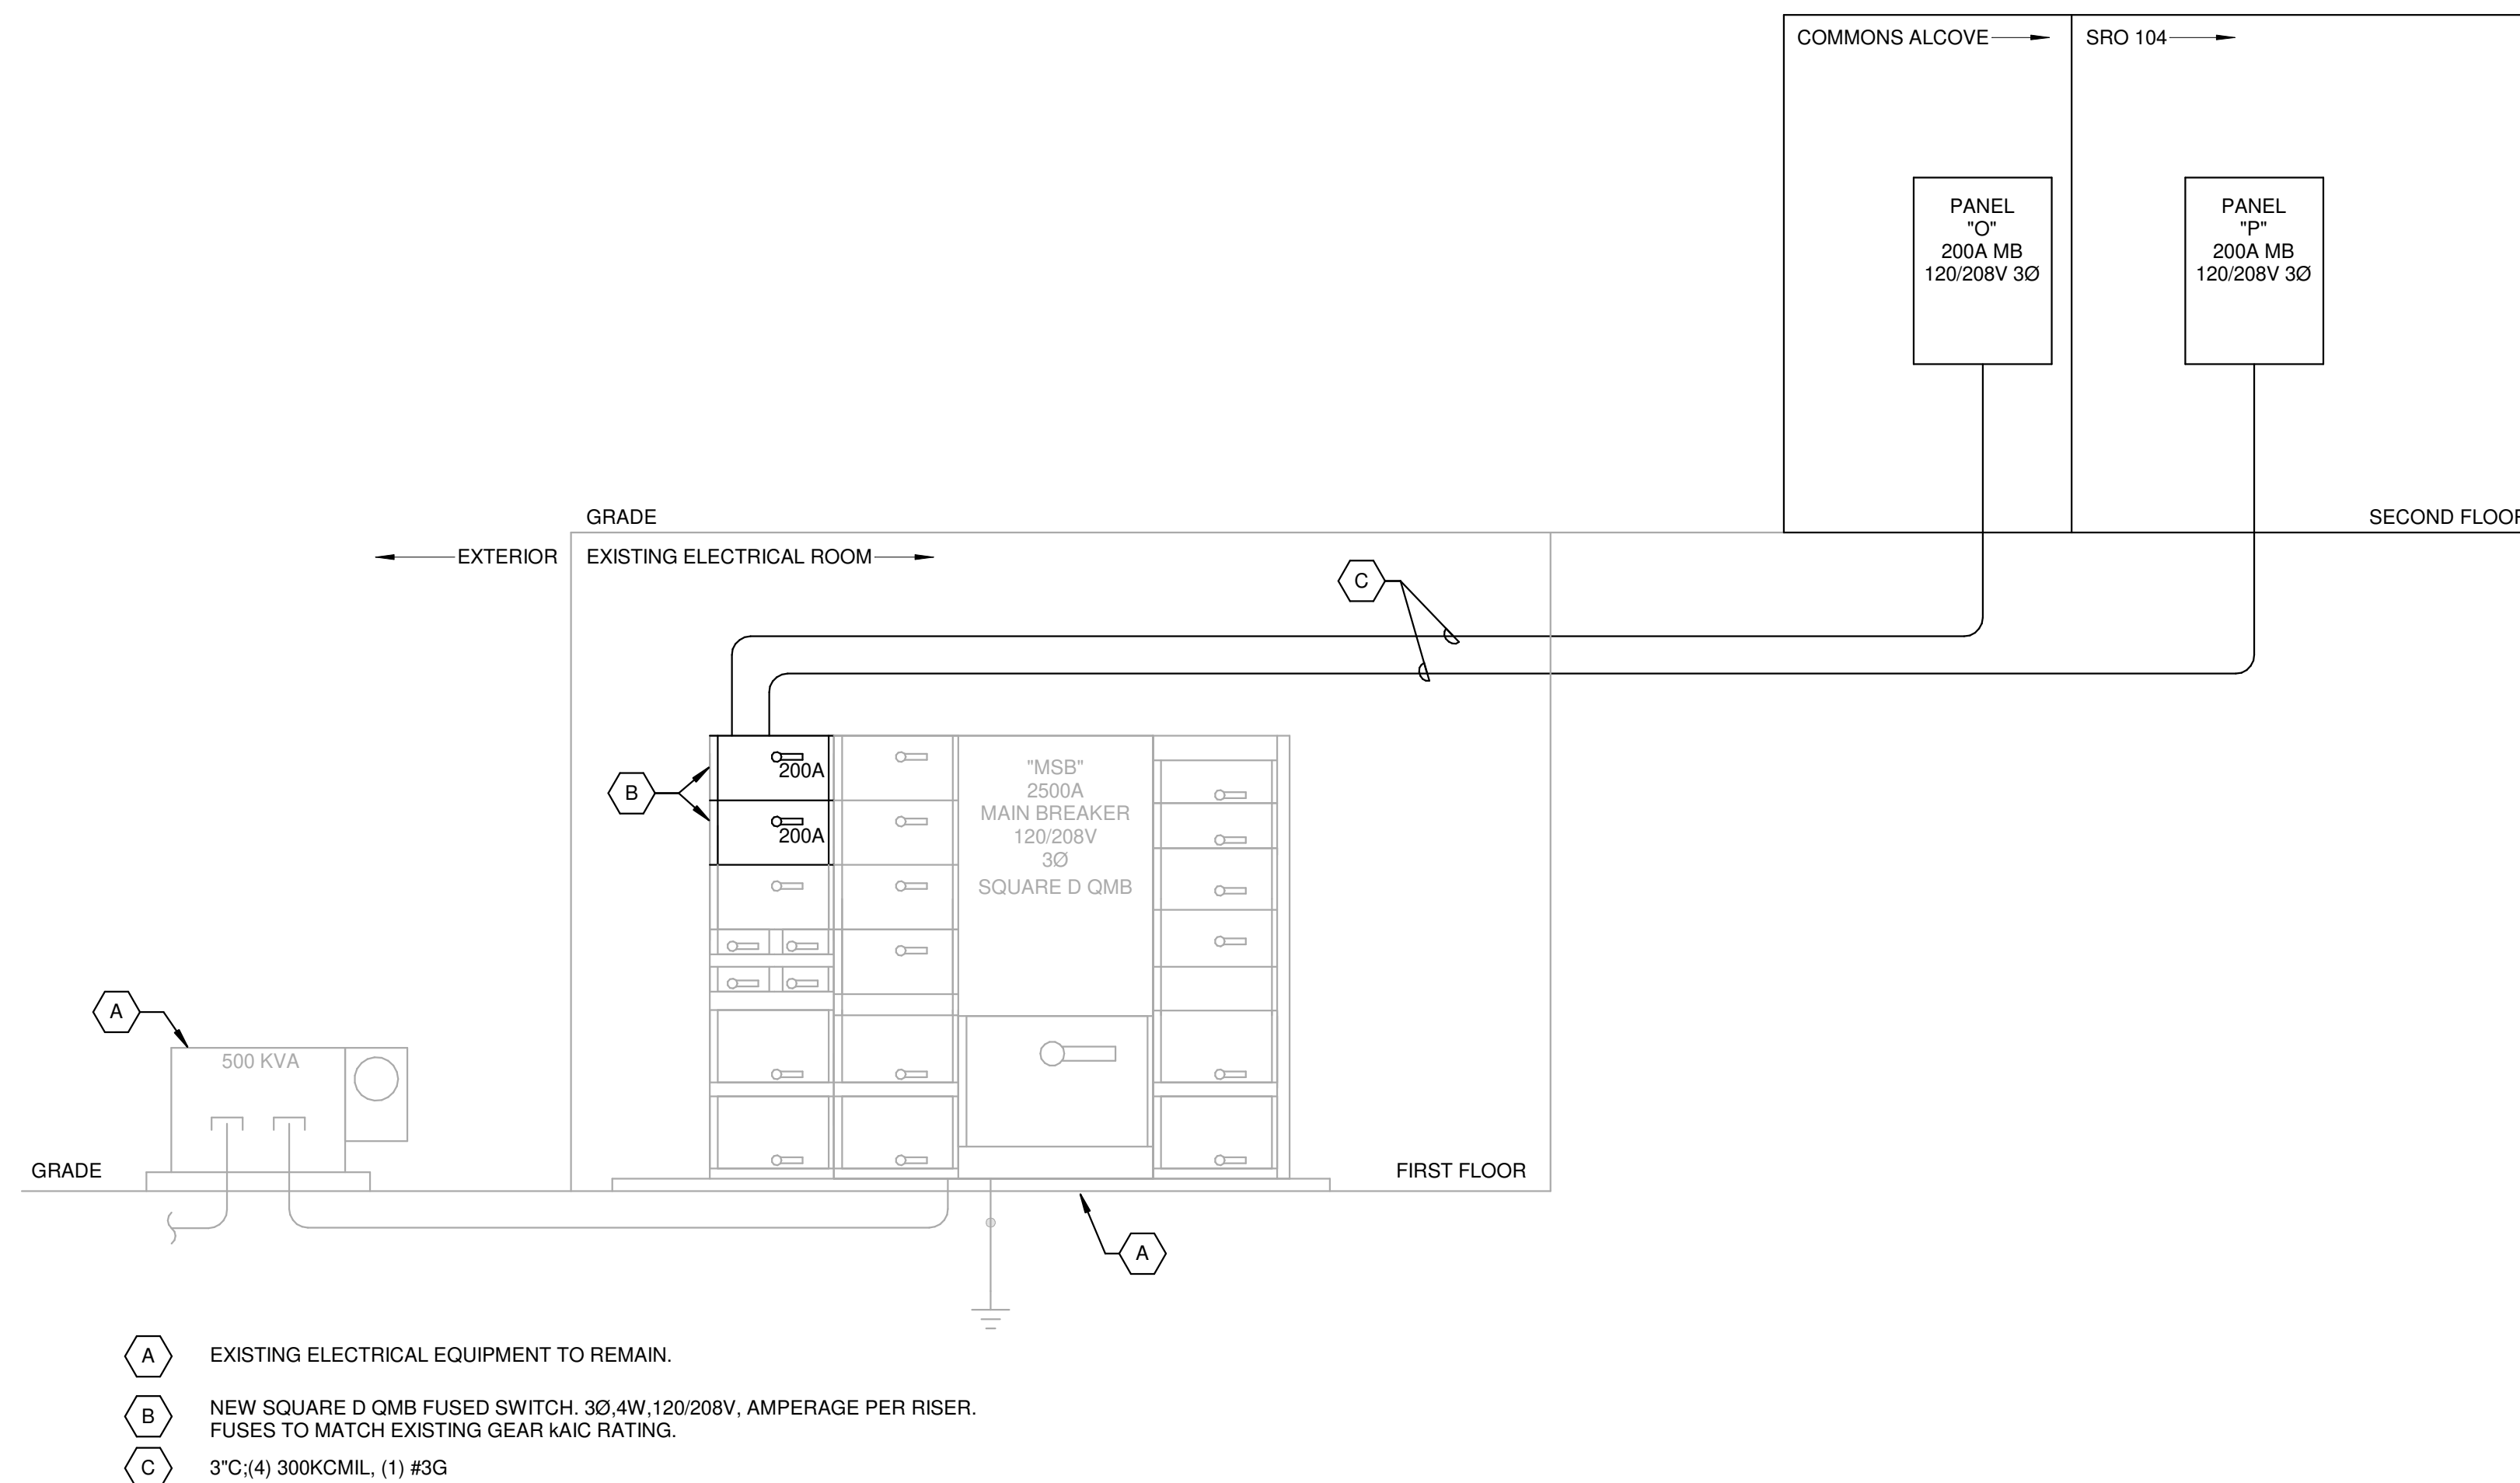 COMMONS ALCOVE
SRO 104
PANEL
"O"
200A MB
120/208V 3Ø
PANEL
"P"
200A MB
120/208V 3Ø
GRADE
SECOND FLOOR
EXTERIOR
EXISTING ELECTRICAL ROOM
C
200A
B
200A
"MSB"
2500A
MAIN BREAKER
120/208V
3Ø
SQUARE D QMB
A
500 KVA
GRADE
FIRST FLOOR
A
A EXISTING ELECTRICAL EQUIPMENT TO REMAIN.
B NEW SQUARE D QMB FUSED SWITCH. 3Ø,4W,120/208V, AMPERAGE PER RISER.
FUSES TO MATCH EXISTING GEAR kAIC RATING.
C 3"C;(4) 300KCMIL, (1) #3G